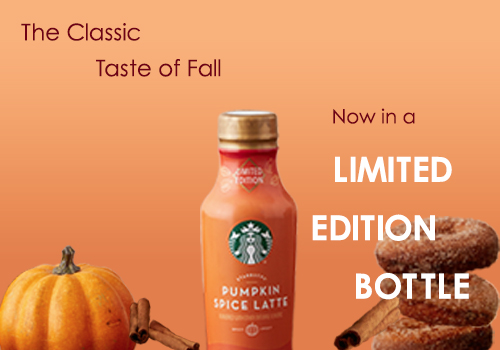 The Classic
Taste of Fall
Now in a
LIMITED
EDITION
BOTTLE
LIMITED
EDITION
STARBUCKS
PUMPKIN
SPICE LATTE